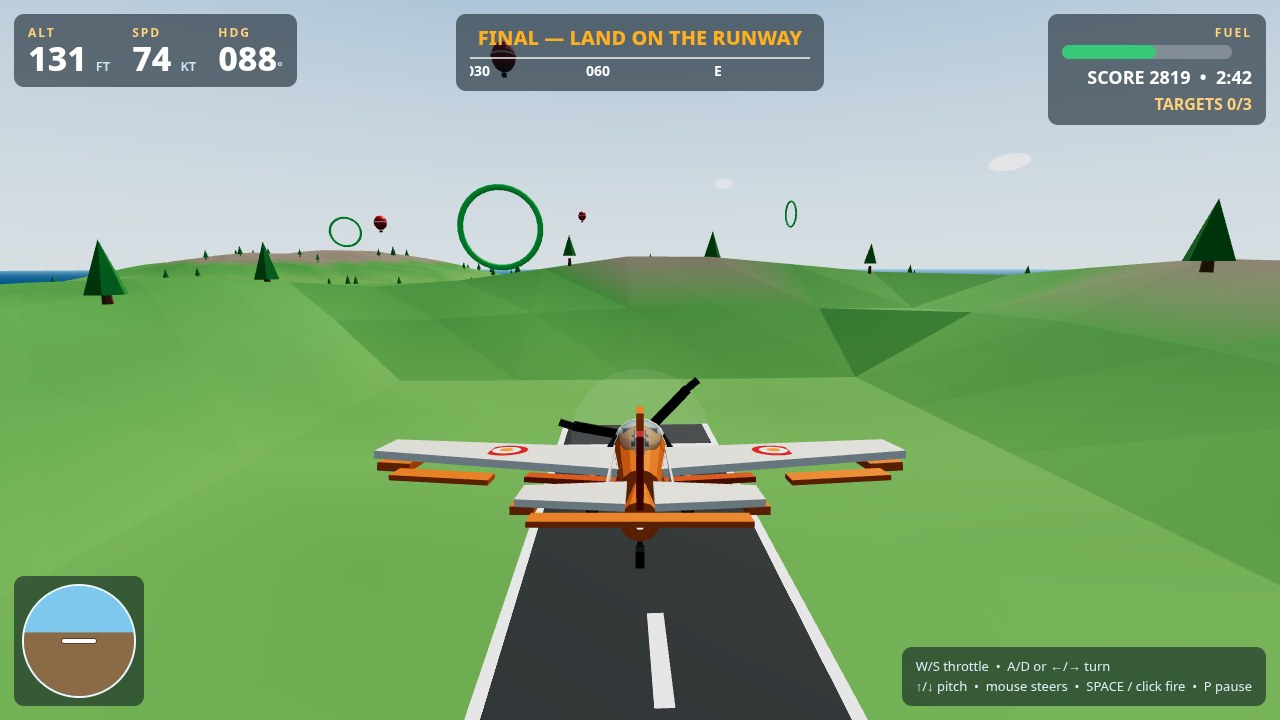 ALT SPD HDG
131 FT 74 KT 088°
FINAL — LAND ON THE RUNWAY
030 060 E
FUEL
SCORE 2819 • 2:42
TARGETS 0/3
W/S throttle • A/D or ←/→ turn
↑/↓ pitch • mouse steers • SPACE / click fire • P pause